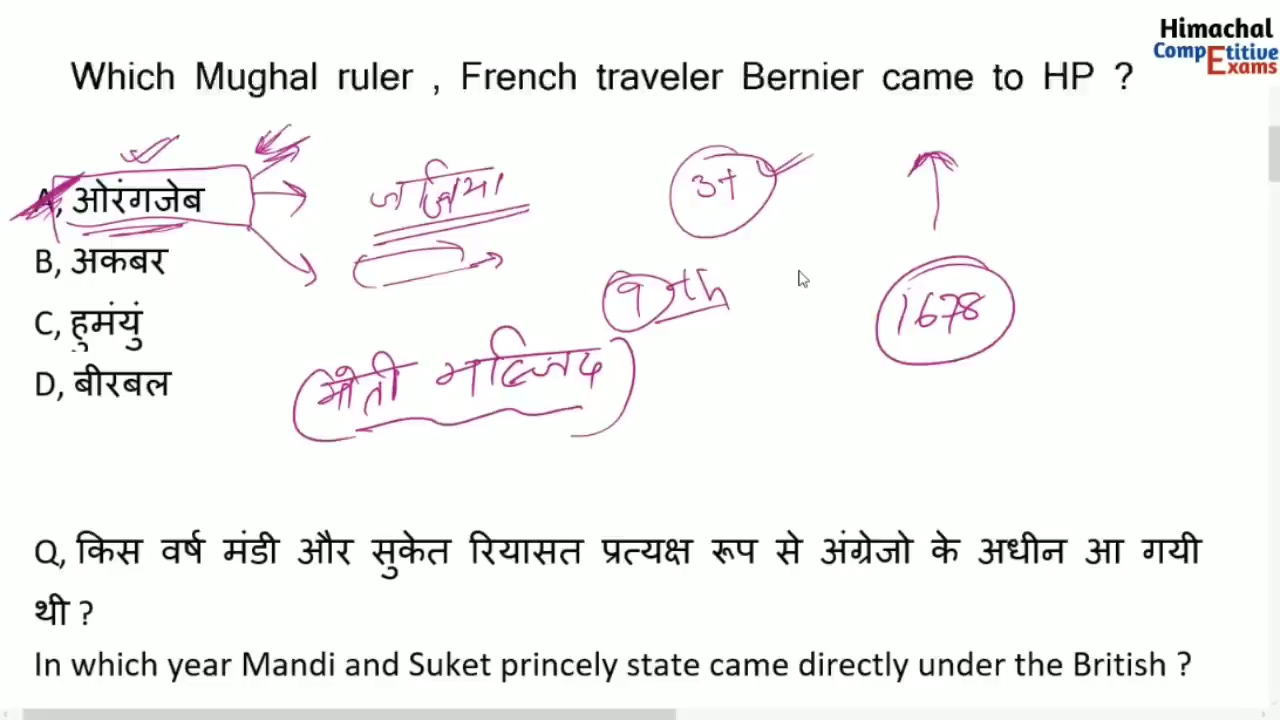 Himachal
CompEtitive
Exams
Which Mughal ruler , French traveler Bernier came to HP ?
A, ओरंगजेब
जजिया
3+
B, अकबर
9th
1678
C, हुमंयुं
D, बीरबल
मोती मस्जिद
Q, किस वर्ष मंडी और सुकेत रियासत प्रत्यक्ष रूप से अंग्रेजो के अधीन आ गयी
थी ?
In which year Mandi and Suket princely state came directly under the British ?